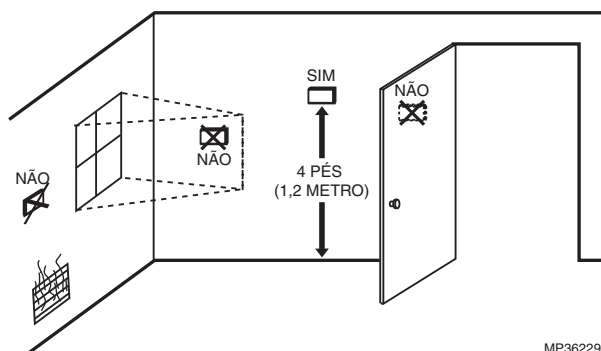 SIM
NÃO
NÃO
NÃO
4 PÉS
(1,2 METRO)
MP36229